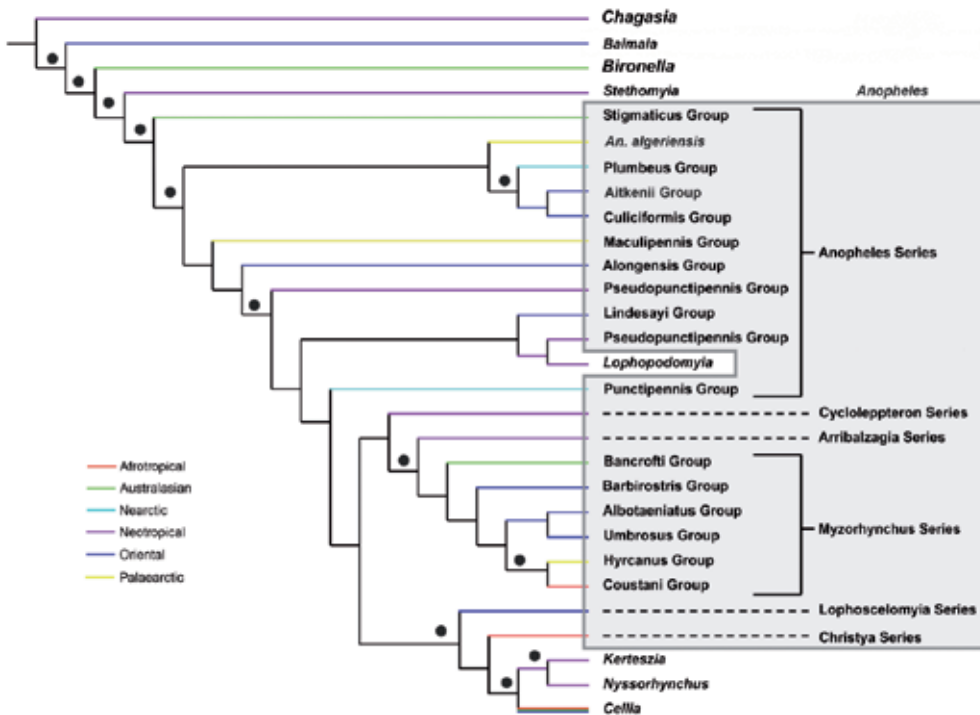 Chagasia
Baimaia
Bironella
Stethomyia
Anopheles
Stigmaticus Group
An. algeriensis
Plumbeus Group
Aitkenii Group
Culiciformis Group
Maculipennis Group
Anopheles Series
Alongensis Group
Pseudopunctipennis Group
Lindesayi Group
Pseudopunctipennis Group
Lophopodomyia
Punctipennis Group
Cycloleppteron Series
Arribalzagia Series
Bancrofti Group
Barbirostris Group
Albotaeniatus Group
Myzorhynchus Series
Umbrosus Group
Hyrcanus Group
Coustani Group
Lophoscelomyia Series
Christya Series
Kerteszia
Nyssorhynchus
Cellia
Afrotropical
Australasian
Nearctic
Neotropical
Oriental
Palaearctic